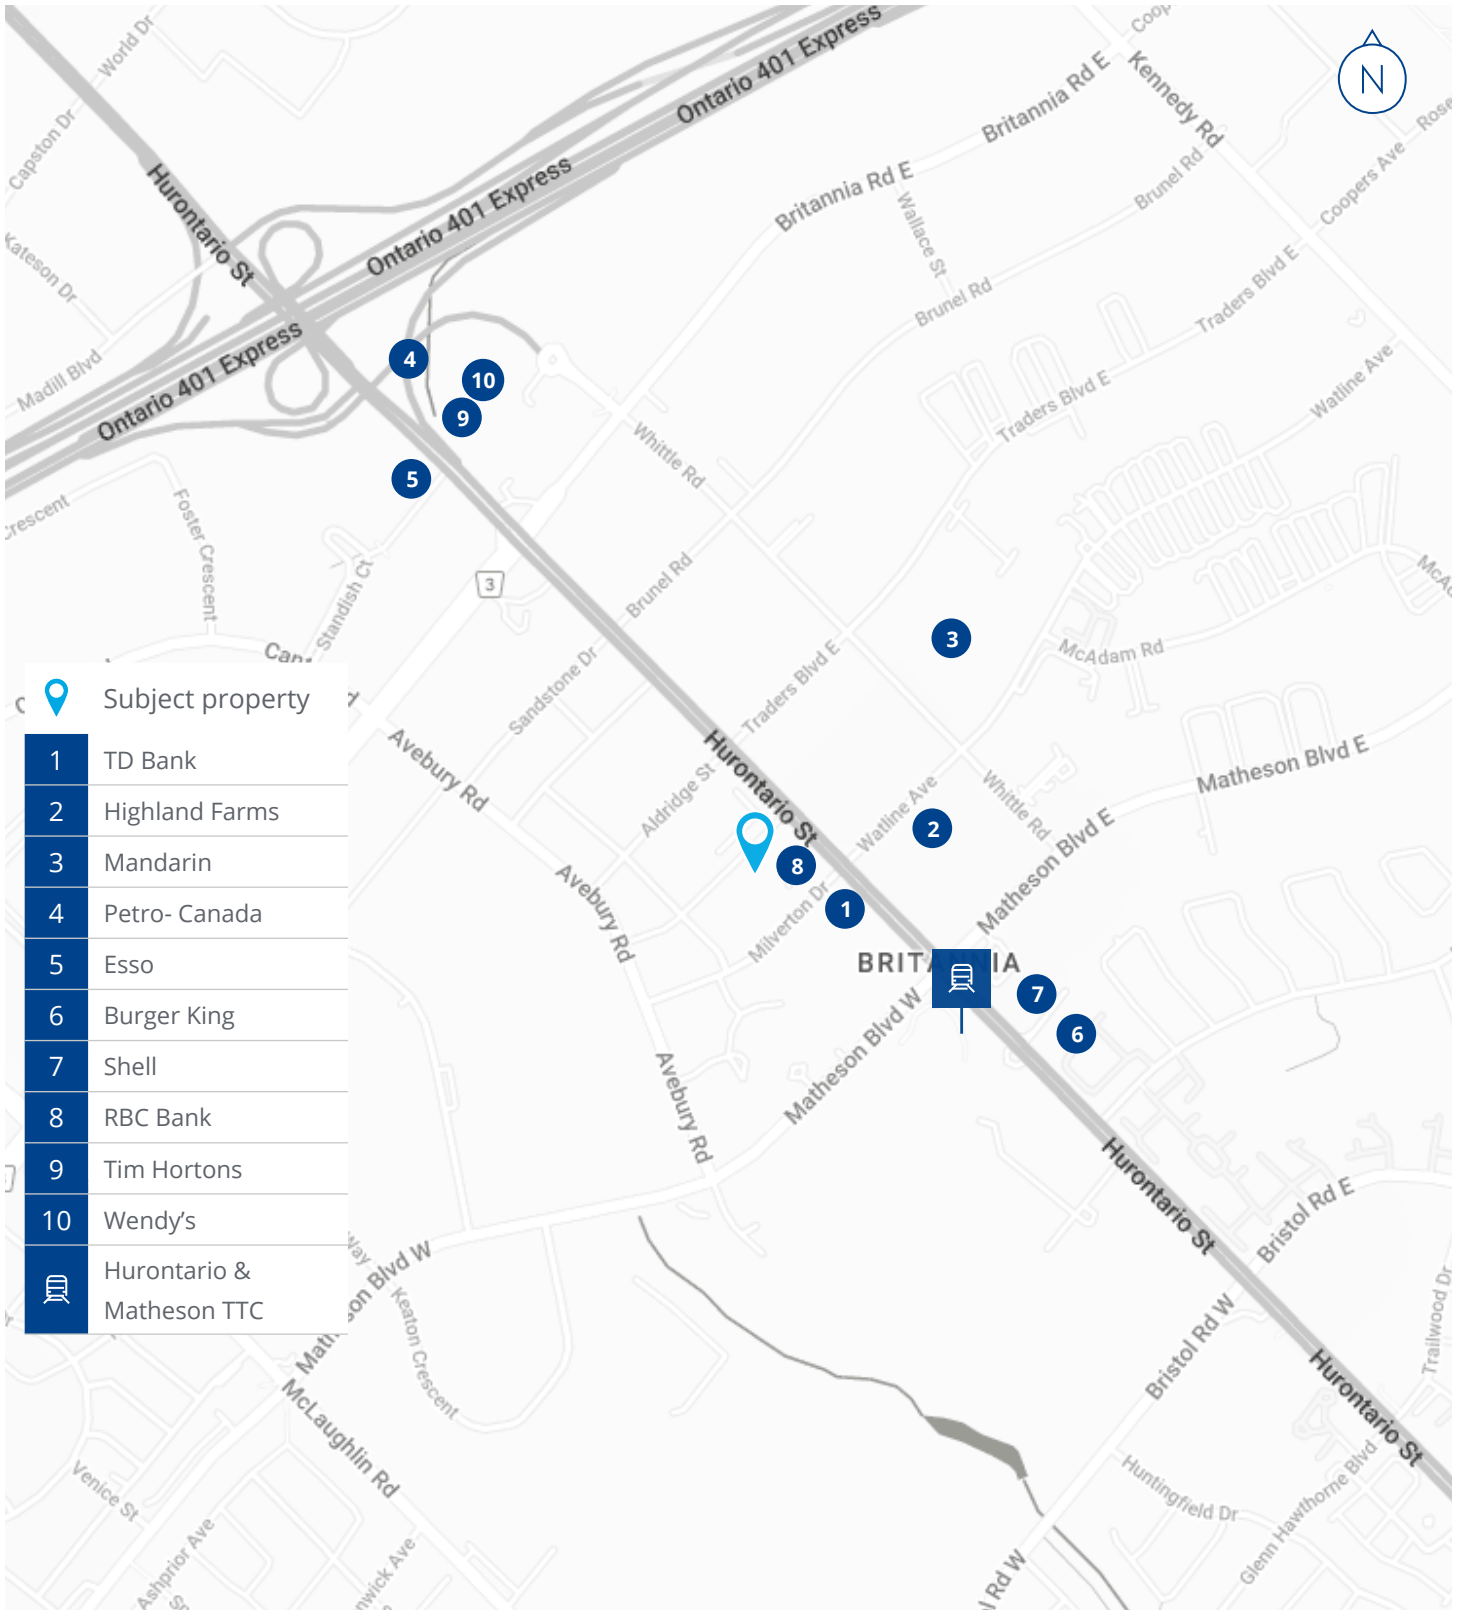 World Dr
Capston Dr
Kateson Dr
Madill Blvd
Hurontario St
Ontario 401 Express
Ontario 401 Express
Ontario 401 Express
Britannia Rd E
Britannia Rd E
Kennedy Rd
N
Wallace St
Brunel Rd
Brunel Rd
Coopers Ave
Traders Blvd E
Traders Blvd E
Watline Ave
4
10
9
5
Whittle Rd
Crescent
Foster Crescent
Standish Ct
3
Brunel Rd
Sandstone Dr
Traders Blvd E
3
McAdam Rd
Avebury Rd
Hurontario St
Aldridge St
Watline Ave
Whittle Rd
Matheson Blvd E
Matheson Blvd E
2
8
1
Milverton Dr
Avebury Rd
BRITANNIA
7
6
Matheson Blvd W
Avebury Rd
Hurontario St
Bristol Rd E
Bristol Rd W
Hurontario St
Trailwood Dr
Subject property
1 TD Bank
2 Highland Farms
3 Mandarin
4 Petro- Canada
5 Esso
6 Burger King
7 Shell
8 RBC Bank
9 Tim Hortons
10 Wendy’s
Hurontario &
Matheson TTC
Way
Matheson Blvd W
Keaton Crescent
McLaughlin Rd
Venice St
Ashprior Ave
Huntingfield Dr
Glenn Hawthorne Blvd
Rd W